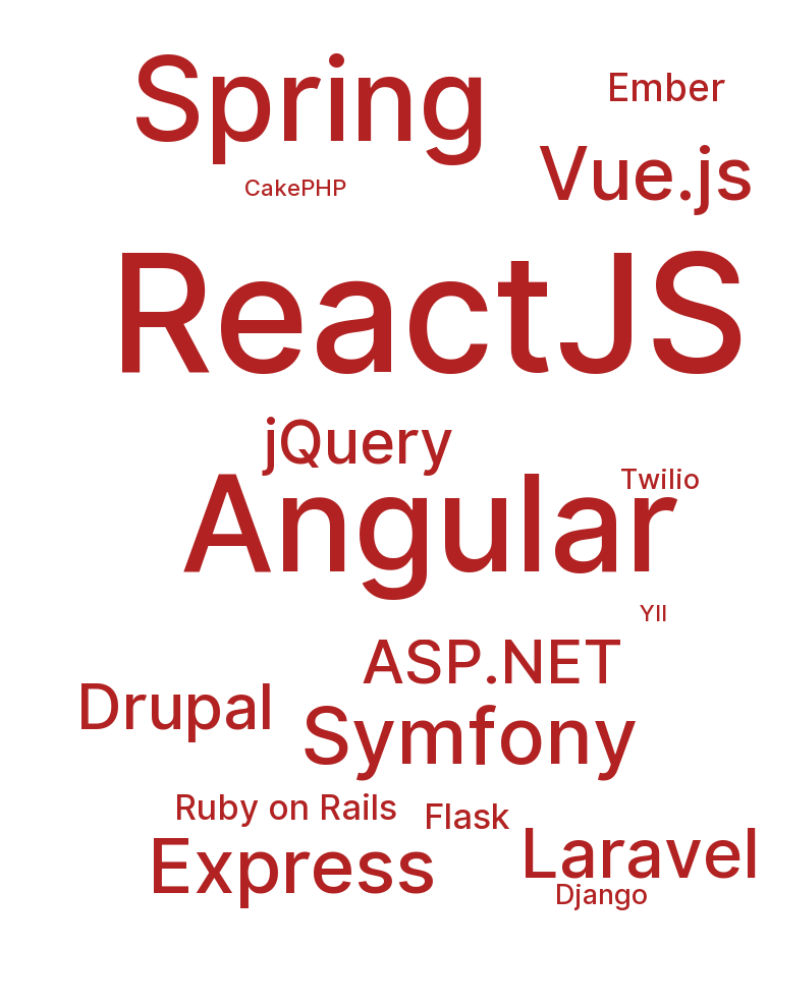 Spring
Ember
Vue.js
CakePHP
ReactJS
jQuery
Twilio
Angular
YII
ASP.NET
Drupal
Symfony
Ruby on Rails
Flask
Laravel
Express
Django